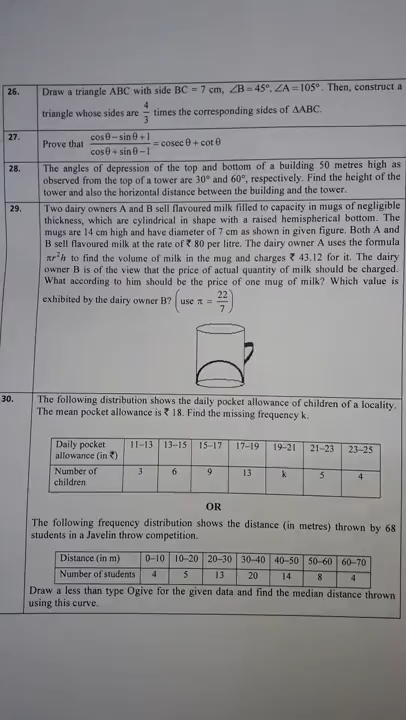 26. Draw a triangle ABC with side BC = 7 cm, ∠B = 45°, ∠A = 105°. Then, construct a
triangle whose sides are 4/3 times the corresponding sides of ΔABC.
27. Prove that (cosθ – sinθ + 1)/(cosθ + sinθ – 1) = cosec θ + cot θ
28. The angles of depression of the top and bottom of a building 50 metres high as
observed from the top of a tower are 30° and 60°, respectively. Find the height of the
tower and also the horizontal distance between the building and the tower.
29. Two dairy owners A and B sell flavoured milk filled to capacity in mugs of negligible
thickness, which are cylindrical in shape with a raised hemispherical bottom. The
mugs are 14 cm high and have diameter of 7 cm as shown in given figure. Both A and
B sell flavoured milk at the rate of ₹ 80 per litre. The dairy owner A uses the formula
πr²h to find the volume of milk in the mug and charges ₹ 43.12 for it. The dairy
owner B is of the view that the price of actual quantity of milk should be charged.
What according to him should be the price of one mug of milk? Which value is
exhibited by the dairy owner B? (use π = 22/7)
30. The following distribution shows the daily pocket allowance of children of a locality.
The mean pocket allowance is ₹ 18. Find the missing frequency k.
Daily pocket allowance (in ₹) 11–13 13–15 15–17 17–19 19–21 21–23 23–25
Number of children 3 6 9 13 k 5 4
OR
The following frequency distribution shows the distance (in metres) thrown by 68
students in a Javelin throw competition.
Distance (in m) 0–10 10–20 20–30 30–40 40–50 50–60 60–70
Number of students 4 5 13 20 14 8 4
Draw a less than type Ogive for the given data and find the median distance thrown
using this curve.